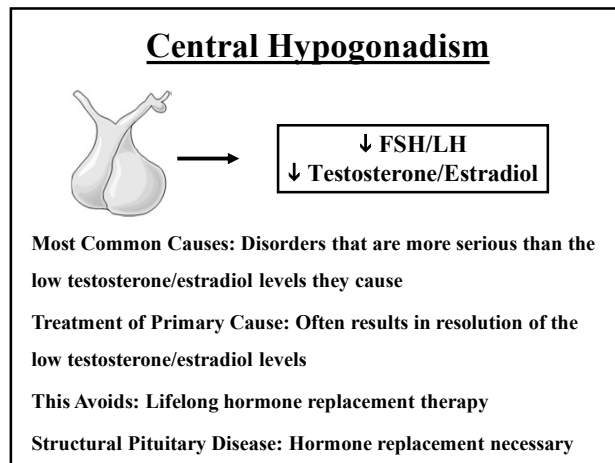 Central Hypogonadism
↓ FSH/LH
↓ Testosterone/Estradiol
Most Common Causes: Disorders that are more serious than the
low testosterone/estradiol levels they cause
Treatment of Primary Cause: Often results in resolution of the
low testosterone/estradiol levels
This Avoids: Lifelong hormone replacement therapy
Structural Pituitary Disease: Hormone replacement necessary